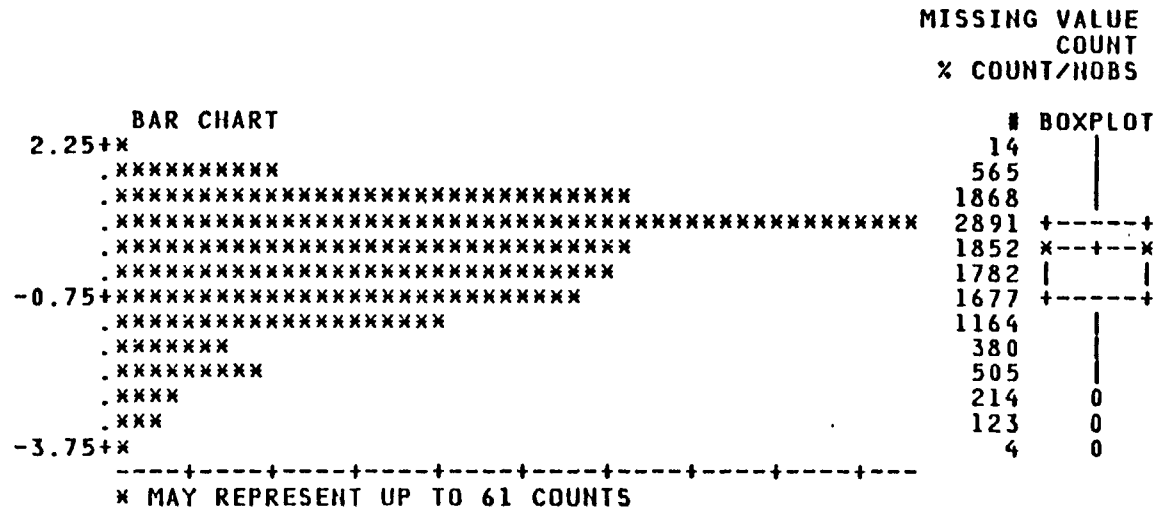 MISSING VALUE
COUNT
% COUNT/NOBS
BAR CHART # BOXPLOT
2.25+* 14 |
.********** 565 |
.******************************* 1868 |
.************************************************ 2891 +-----+
.******************************* 1852 *--+--*
.****************************** 1782 | |
-0.75+**************************** 1677 +-----+
.******************** 1164 |
.******* 380 |
.********* 505 |
.**** 214 0
.*** 123 0
-3.75+* 4 0
----+----+----+----+----+----+----+----+----+---
* MAY REPRESENT UP TO 61 COUNTS